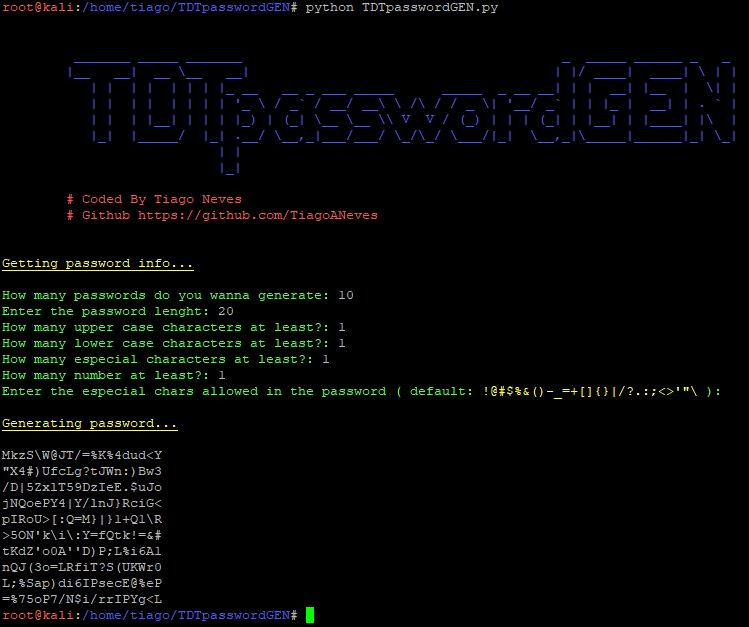 root@kali:/home/tiago/TDTpasswordGEN# python TDTpasswordGEN.py
TDTpasswordGEN
# Coded By Tiago Neves
# Github https://github.com/TiagoANeves
Getting password info...
How many passwords do you wanna generate: 10
Enter the password lenght: 20
How many upper case characters at least?: 1
How many lower case characters at least?: 1
How many especial characters at least?: 1
How many number at least?: 1
Enter the especial chars allowed in the password ( default: !@#$%&()-_=+[]{}|/?.:;<>'"\ ):
Generating password...
MkzS\W@JT/=%K%4dud<Y
"X4#)UfcLg?tJWn:)Bw3
/D|5ZxlT59DzIeE.$uJo
jNQoePY4|Y/lnJ}RciG<
pIRoU>[:Q=M}|}1+Q1\R
>5ON'k\i\:Y=fQtk!=&#
tKdZ'o0A''D)P;L%i6Al
nQJ(3o=LRfiT?S(UKWr0
L;%Sap)di6IPsecE@%eP
=%75oP7/N$i/rrIPYg<L
root@kali:/home/tiago/TDTpasswordGEN#